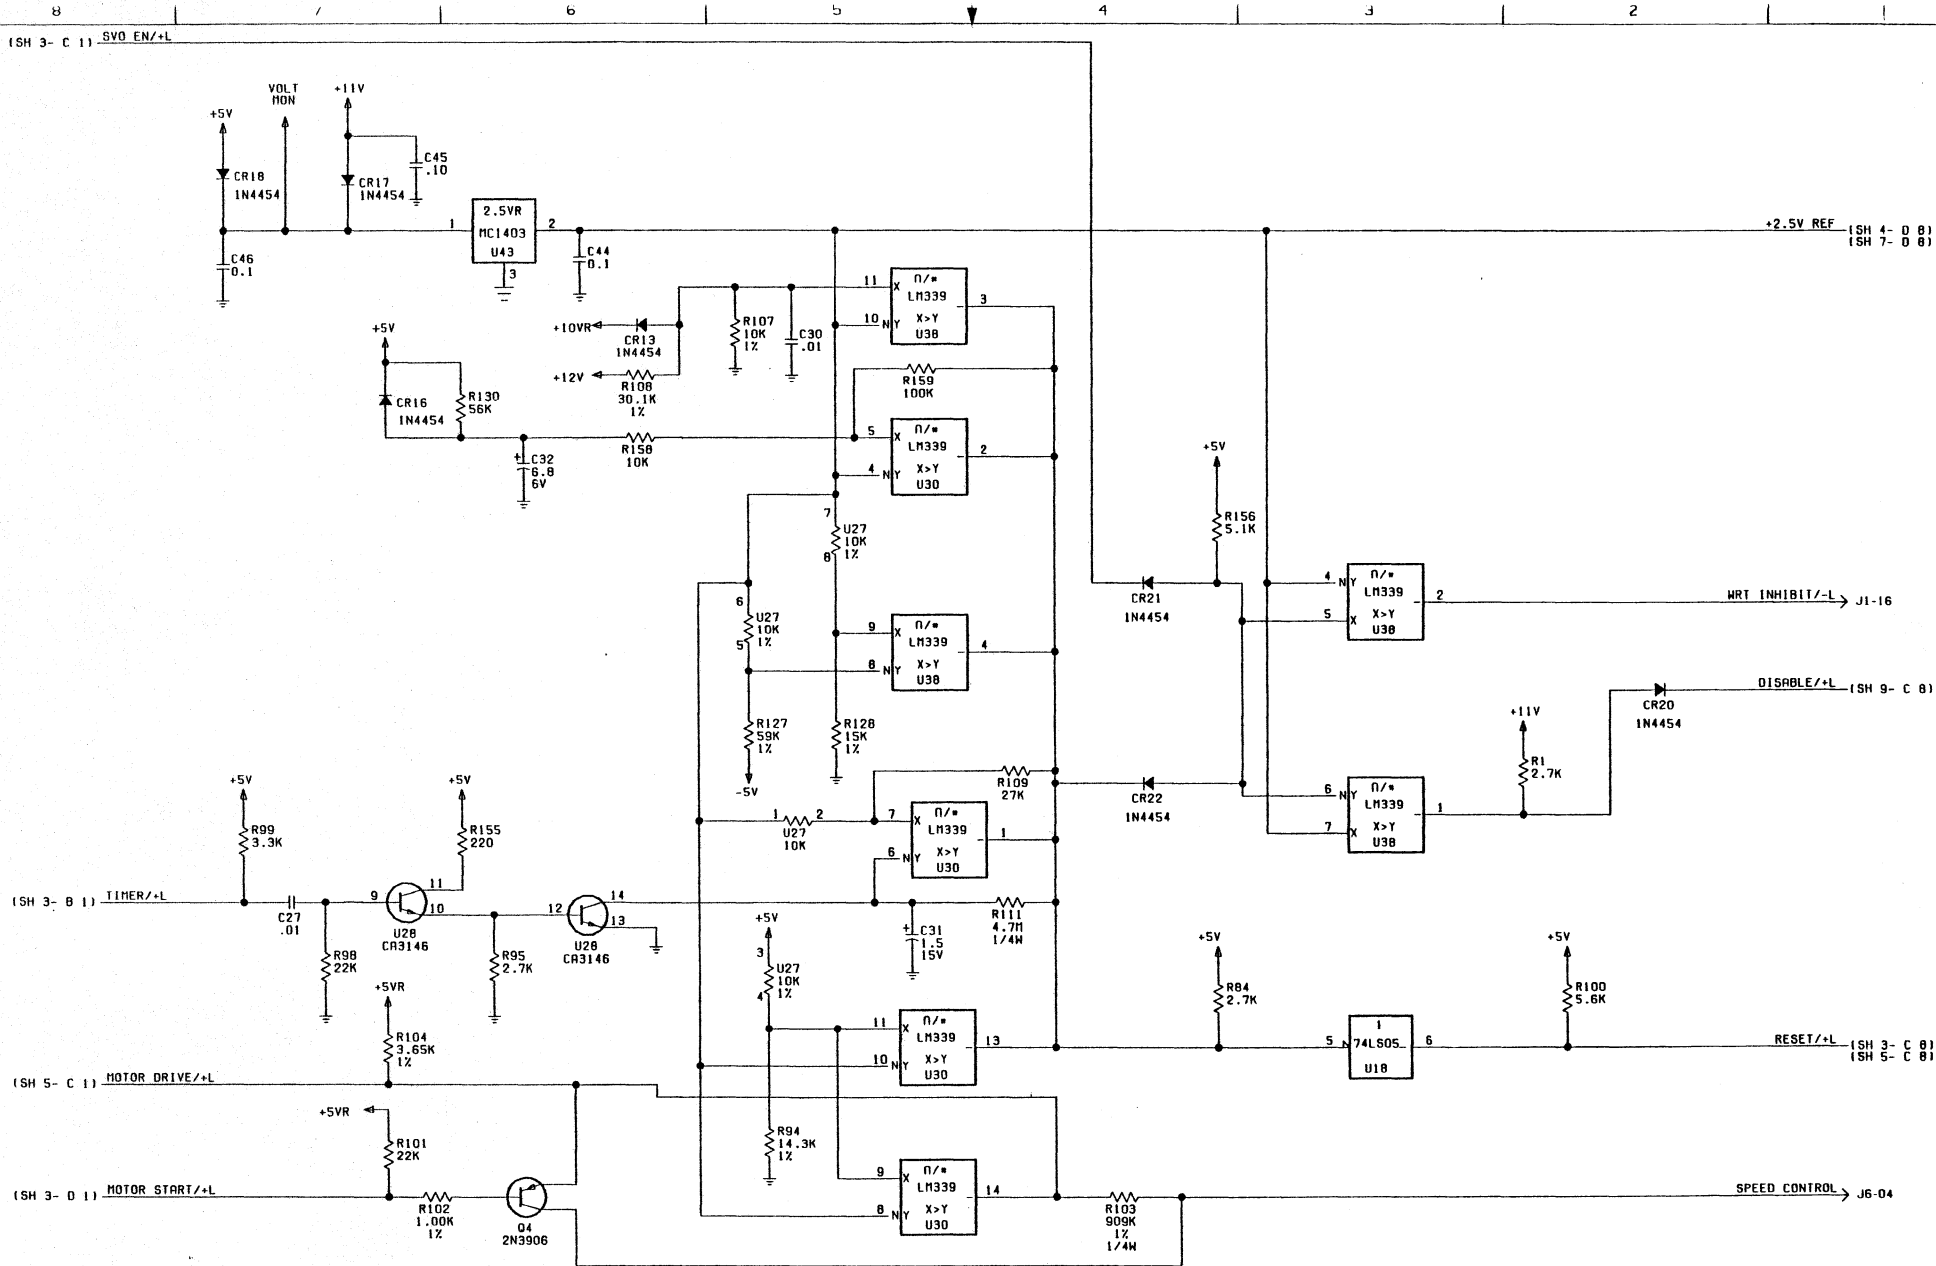 8 7 6 5 4 3 2 1
(SH 3- C 1) SVO EN/+L
VOLT
MON
+11V
+5V
C45
.10
CR18
1N4454
CR17
1N4454
2.5VR
MC1403
U43
1
2
3
+2.5V REF
(SH 4- D 8)
(SH 7- D 8)
C46
0.1
C44
0.1
+10VR
CR13
1N4454
+12V
R108
30.1K
1%
R107
10K
1%
C30
.01
11 X
10 N Y
Π/*
LM339
X>Y
U38
3
+5V
CR16
1N4454
R130
56K
C32
+
6.8
6V
R158
10K
R159
100K
5 X
4 N Y
Π/*
LM339
X>Y
U30
2
7
U27
10K
1%
8
6
U27
10K
1%
5
9 X
8 N Y
Π/*
LM339
X>Y
U38
4
R127
59K
1%
-5V
R128
15K
1%
+5V
R156
5.1K
CR21
1N4454
4 N Y
5 X
Π/*
LM339
X>Y
U38
2
WRT INHIBIT/-L J1-16
DISABLE/+L (SH 9- C 8)
CR20
1N4454
+11V
R1
2.7K
CR22
1N4454
6 N Y
7 X
Π/*
LM339
X>Y
U38
1
R109
27K
1
U27
10K
2
7 X
6 N Y
Π/*
LM339
X>Y
U30
1
+5V
R99
3.3K
+5V
R155
220
(SH 3- B 1) TIMER/+L
C27
.01
R98
22K
9
11
10
U28
CA3146
R95
2.7K
12
14
13
U28
CA3146
C31
+
1.5
15V
R111
4.7M
1/4W
+5V
3
U27
10K
1%
4
11 X
10 N Y
Π/*
LM339
X>Y
U30
13
+5V
R84
2.7K
5
1
74LS05
U18
6
+5V
R100
5.6K
RESET/+L
(SH 3- C 8)
(SH 5- C 8)
+5VR
R104
3.65K
1%
(SH 5- C 1) MOTOR DRIVE/+L
+5VR
R101
22K
(SH 3- D 1) MOTOR START/+L
R102
1.00K
1%
Q4
2N3906
R94
14.3K
1%
9 X
8 N Y
Π/*
LM339
X>Y
U30
14
R103
909K
1%
1/4W
SPEED CONTROL J6-04